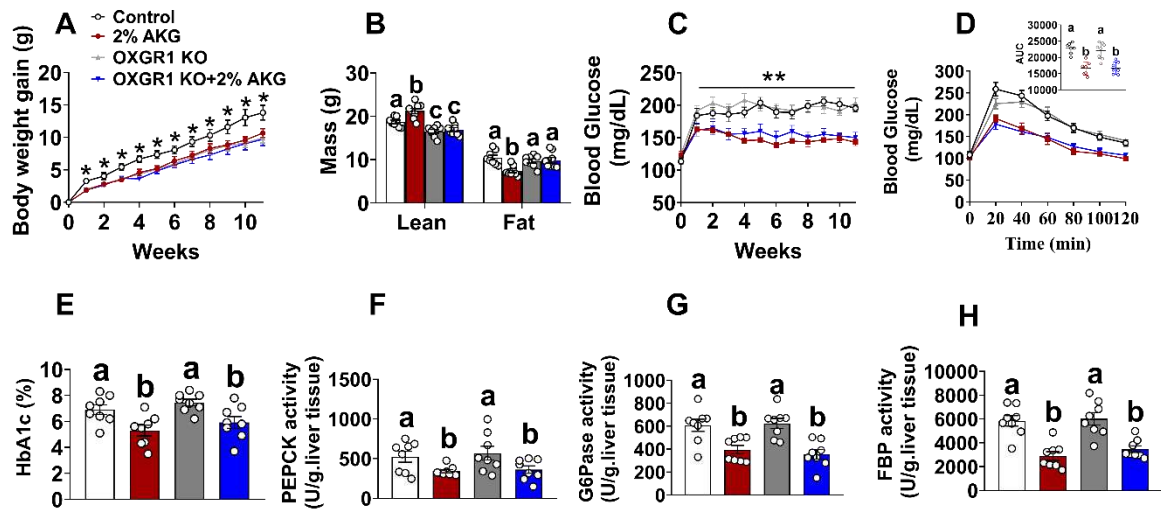 A
Control
2% AKG
OXGR1 KO
OXGR1 KO+2% AKG
Body weight gain (g)
20
15
10
5
0
* * * * * * * * * * *
0 2 4 6 8 10
Weeks
B
Mass (g)
30
20
10
0
a b c c a b a a
Lean Fat
C
Blood Glucose
(mg/dL)
250
200
150
100
50
**
0 2 4 6 8 10
Weeks
D
Blood Glucose
(mg/dL)
300
250
200
150
100
50
0
0 20 40 60 80 100 120
Time (min)
AUC
30000
25000
20000
15000
10000
a b a b
E
HbA1c (%)
10
8
6
4
2
0
a b a b
F
PEPCK activity
(U/g.liver tissue)
1500
1000
500
0
a b a b
G
G6Pase activity
(U/g.liver tissue)
1000
800
600
400
200
0
a b a b
H
FBP activity
(U/g.liver tissue)
10000
8000
6000
4000
2000
0
a b a b